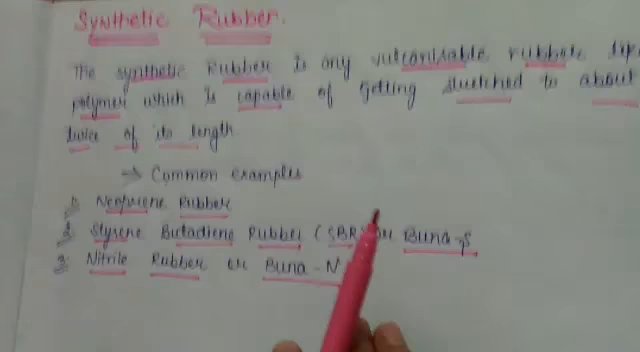 Synthetic Rubber.
The synthetic Rubber is any vulcanisable rubber like
polymer which is capable of getting stretched to about
twice of its length
→ Common examples
1) Neoprene Rubber
2) Styrene Butadiene Rubber (SBR) or Buna-S
3) Nitrile Rubber or Buna-N